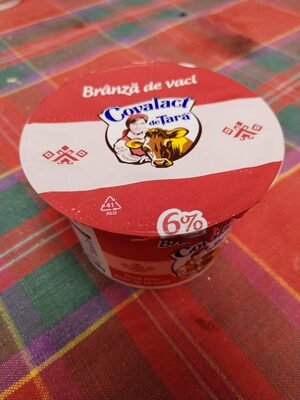 Brânză de vaci
Covalact
de Țară
41
ALU
6%